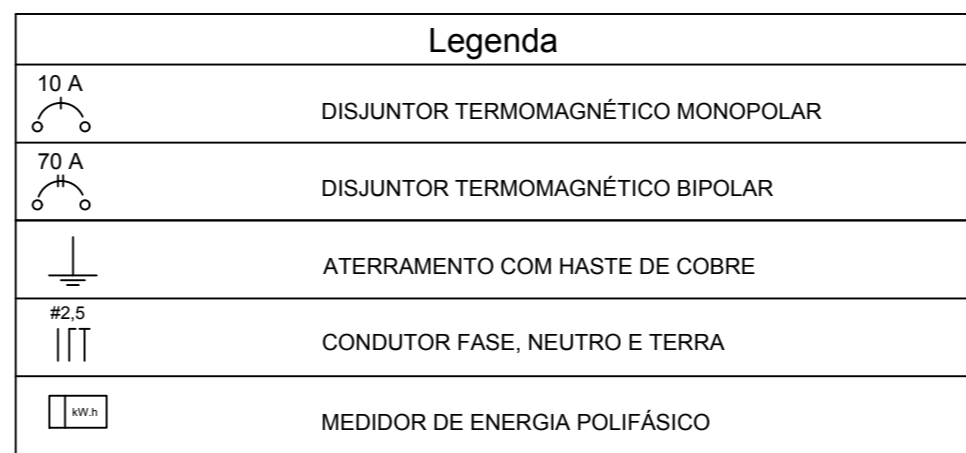 Legenda
10 A
DISJUNTOR TERMOMAGNÉTICO MONOPOLAR
70 A
DISJUNTOR TERMOMAGNÉTICO BIPOLAR
ATERRAMENTO COM HASTE DE COBRE
#2,5
CONDUTOR FASE, NEUTRO E TERRA
kW.h
MEDIDOR DE ENERGIA POLIFÁSICO